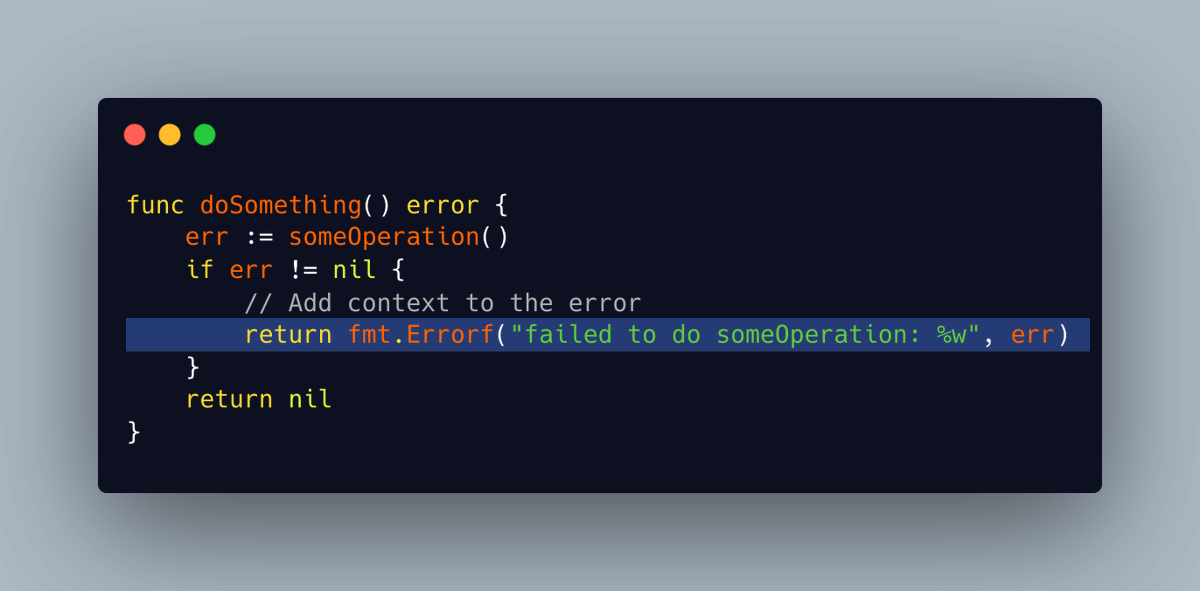 func doSomething() error {
    err := someOperation()
    if err != nil {
        // Add context to the error
        return fmt.Errorf("failed to do someOperation: %w", err)
    }
    return nil
}